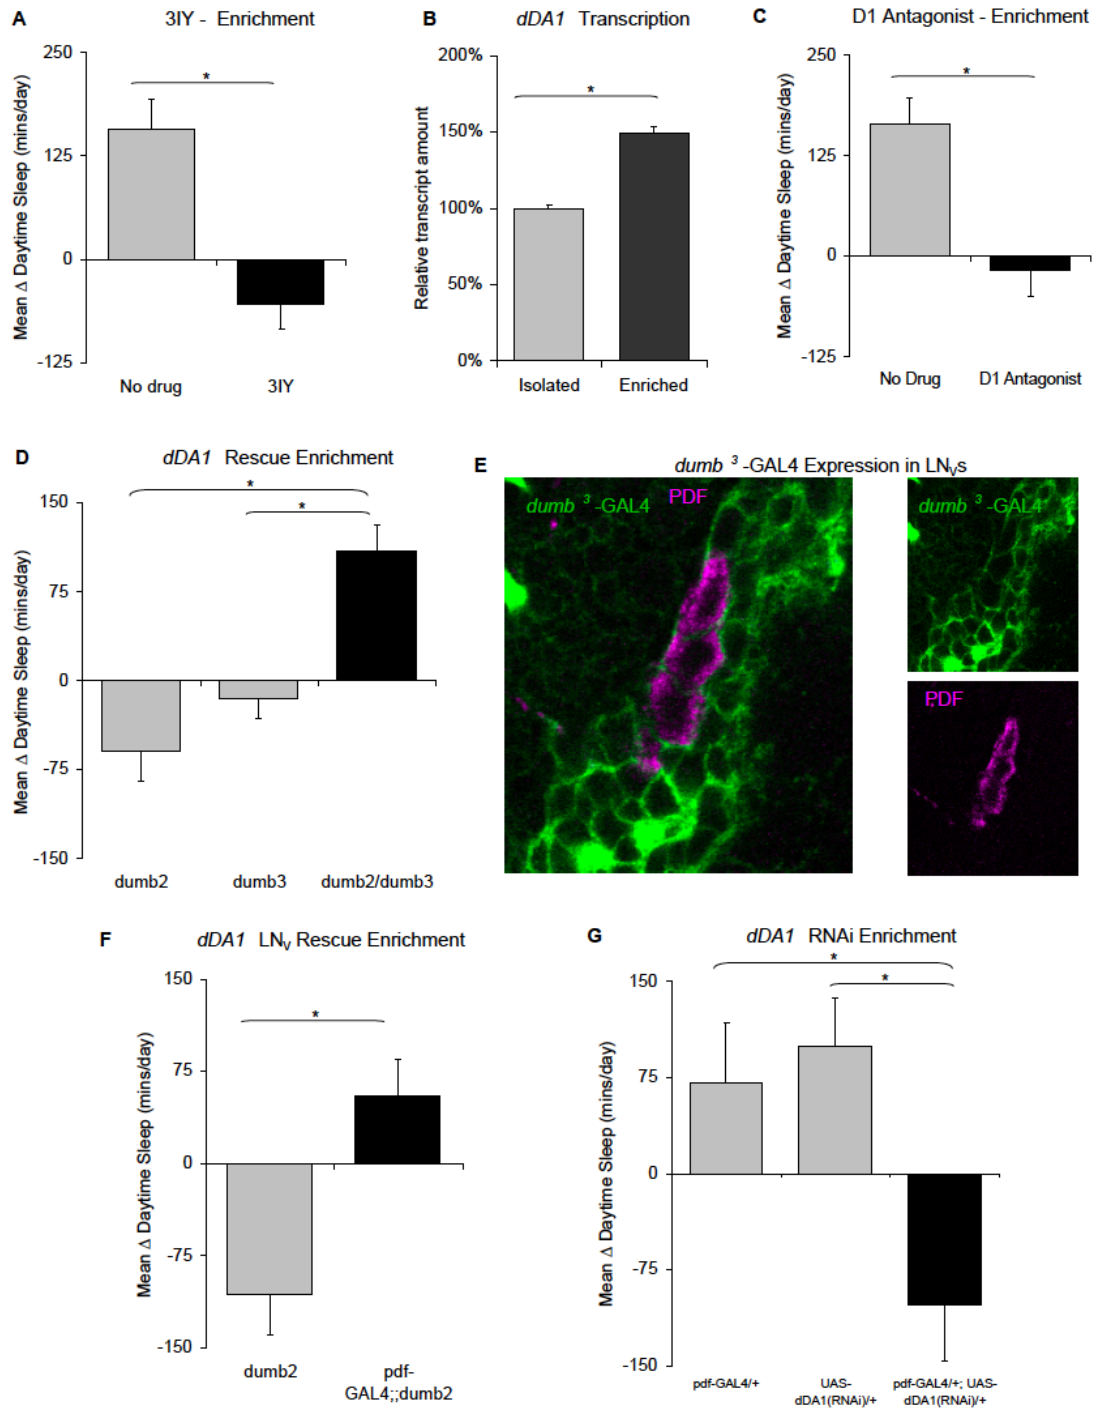 A
3IY - Enrichment
Mean Δ Daytime Sleep (mins/day)
250
125
0
-125
*
No drug
3IY
B
dDA1 Transcription
Relative transcript amount
200%
150%
100%
50%
0%
*
Isolated
Enriched
C
D1 Antagonist - Enrichment
Mean Δ Daytime Sleep (mins/day)
250
125
0
-125
*
No Drug
D1 Antagonist
D
dDA1 Rescue Enrichment
Mean Δ Daytime Sleep (mins/day)
150
75
0
-75
-150
*
*
dumb2
dumb3
dumb2/dumb3
E
dumb 3 -GAL4 Expression in LNVs
dumb 3 -GAL4
PDF
dumb 3 -GAL4
PDF
F
dDA1 LNV Rescue Enrichment
Mean Δ Daytime Sleep (mins/day)
150
75
0
-75
-150
*
dumb2
pdf-
GAL4;;dumb2
G
dDA1 RNAi Enrichment
Mean Δ Daytime Sleep (mins/day)
150
75
0
-75
-150
*
*
pdf-GAL4/+
UAS-
dDA1(RNAi)/+
pdf-GAL4/+; UAS-
dDA1(RNAi)/+